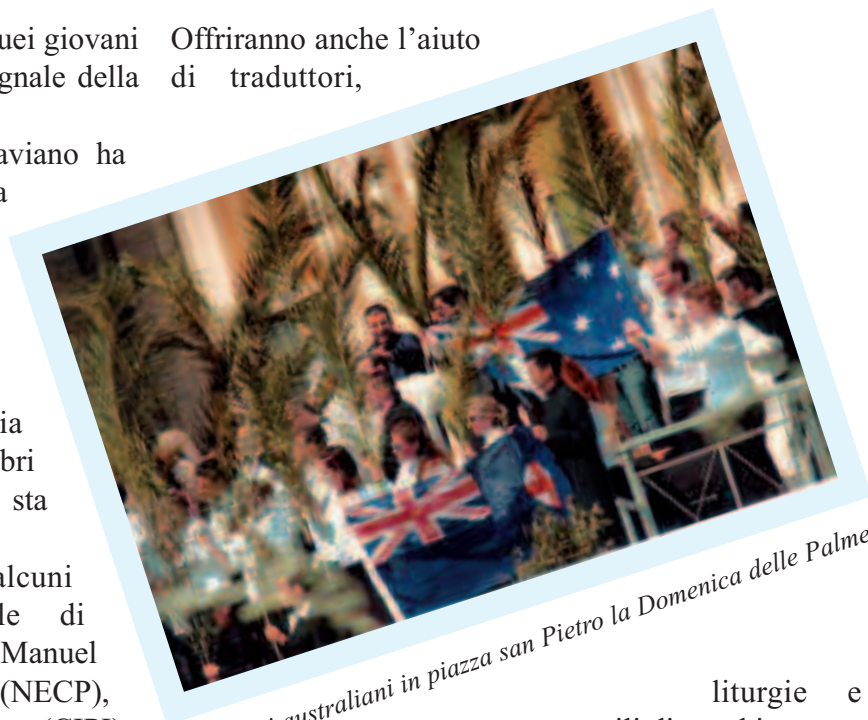 uei giovani
gnale della
aviano ha
a
ia
bri
sta
alcuni
le di
Manuel
(NECP),
Offriranno anche l’aiuto
di traduttori,
australiani in piazza san Pietro la Domenica delle Palme
liturgie e